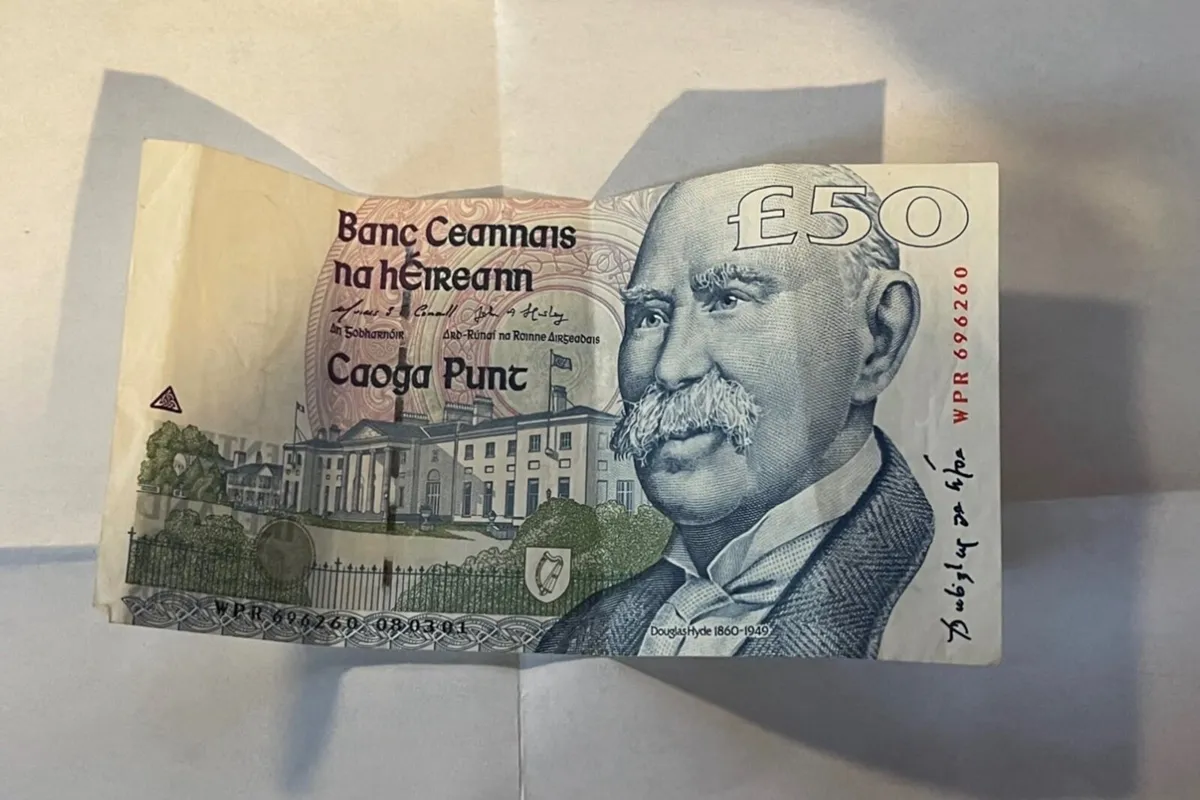 £50
Banc Ceannais
na hÉireann
An Gobharnóir
Ard-Rúnaí na Roinne Airgeadais
Caoga Punt
WPR 696260
WPR 696260 080301
Douglas Hyde 1860-1949